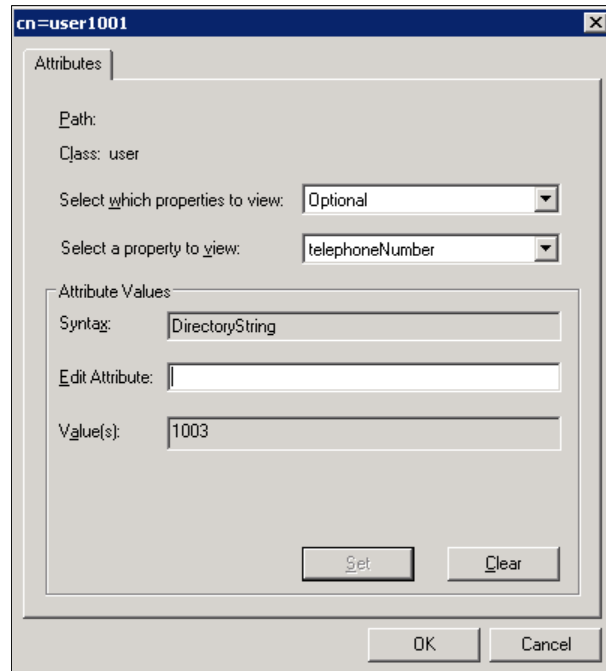 cn=user1001
Attributes
Path:
Class: user
Select which properties to view: Optional
Select a property to view: telephoneNumber
Attribute Values
Syntax: DirectoryString
Edit Attribute:
Value(s): 1003
Set Clear
OK Cancel